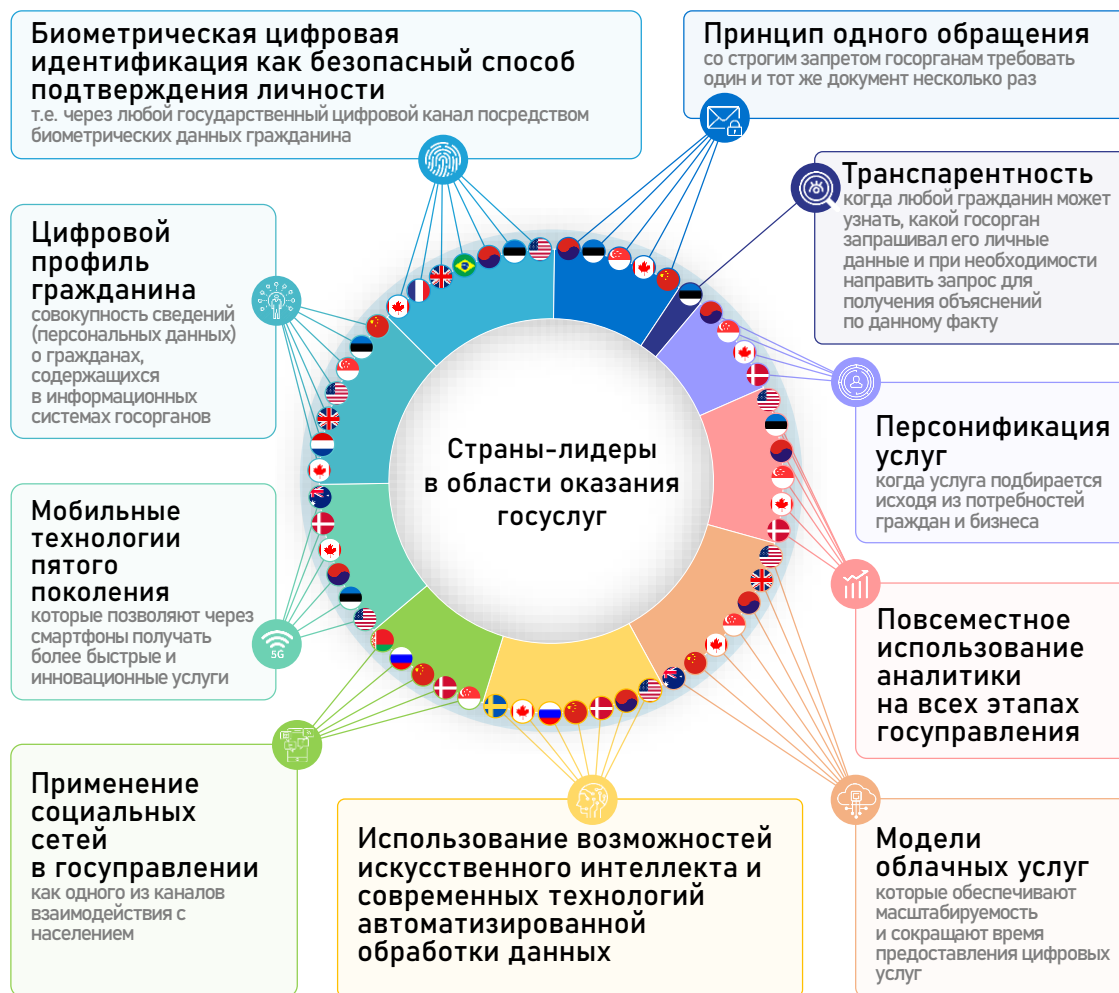 Биометрическая цифровая
идентификация как безопасный способ
подтверждения личности
т.е. через любой государственный цифровой канал посредством
биометрических данных гражданина
Принцип одного обращения
со строгим запретом госорганам требовать
один и тот же документ несколько раз
Транспарентность
когда любой гражданин может
узнать, какой госорган
запрашивал его личные
данные и при необходимости
направить запрос для
получения объяснений
по данному факту
Цифровой
профиль
гражданина
совокупность сведений
(персональных данных)
о гражданах,
содержащихся
в информационных
системах госорганов
Страны-лидеры
в области оказания
госуслуг
Персонификация
услуг
когда услуга подбирается
исходя из потребностей
граждан и бизнеса
Мобильные
технологии
пятого
поколения
которые позволяют через
смартфоны получать
более быстрые и
инновационные услуги
5G
Повсеместное
использование
аналитики
на всех этапах
госуправления
Применение
социальных
сетей
в госуправлении
как одного из каналов
взаимодействия с
населением
Использование возможностей
искусственного интеллекта и
современных технологий
автоматизированной
обработки данных
Модели
облачных услуг
которые обеспечивают
масштабируемость
и сокращают время
предоставления цифровых
услуг